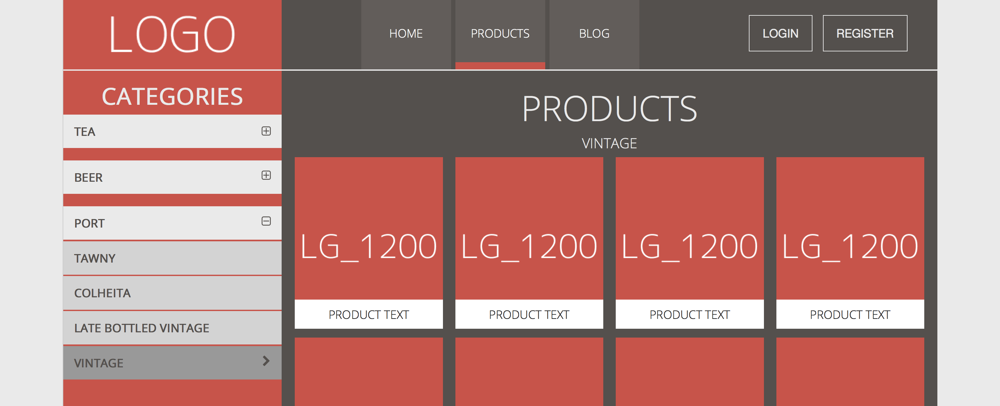 LOGO
HOME
PRODUCTS
BLOG
LOGIN
REGISTER
CATEGORIES
TEA
BEER
PORT
TAWNY
COLHEITA
LATE BOTTLED VINTAGE
VINTAGE
PRODUCTS
VINTAGE
LG_1200
LG_1200
LG_1200
LG_1200
PRODUCT TEXT
PRODUCT TEXT
PRODUCT TEXT
PRODUCT TEXT